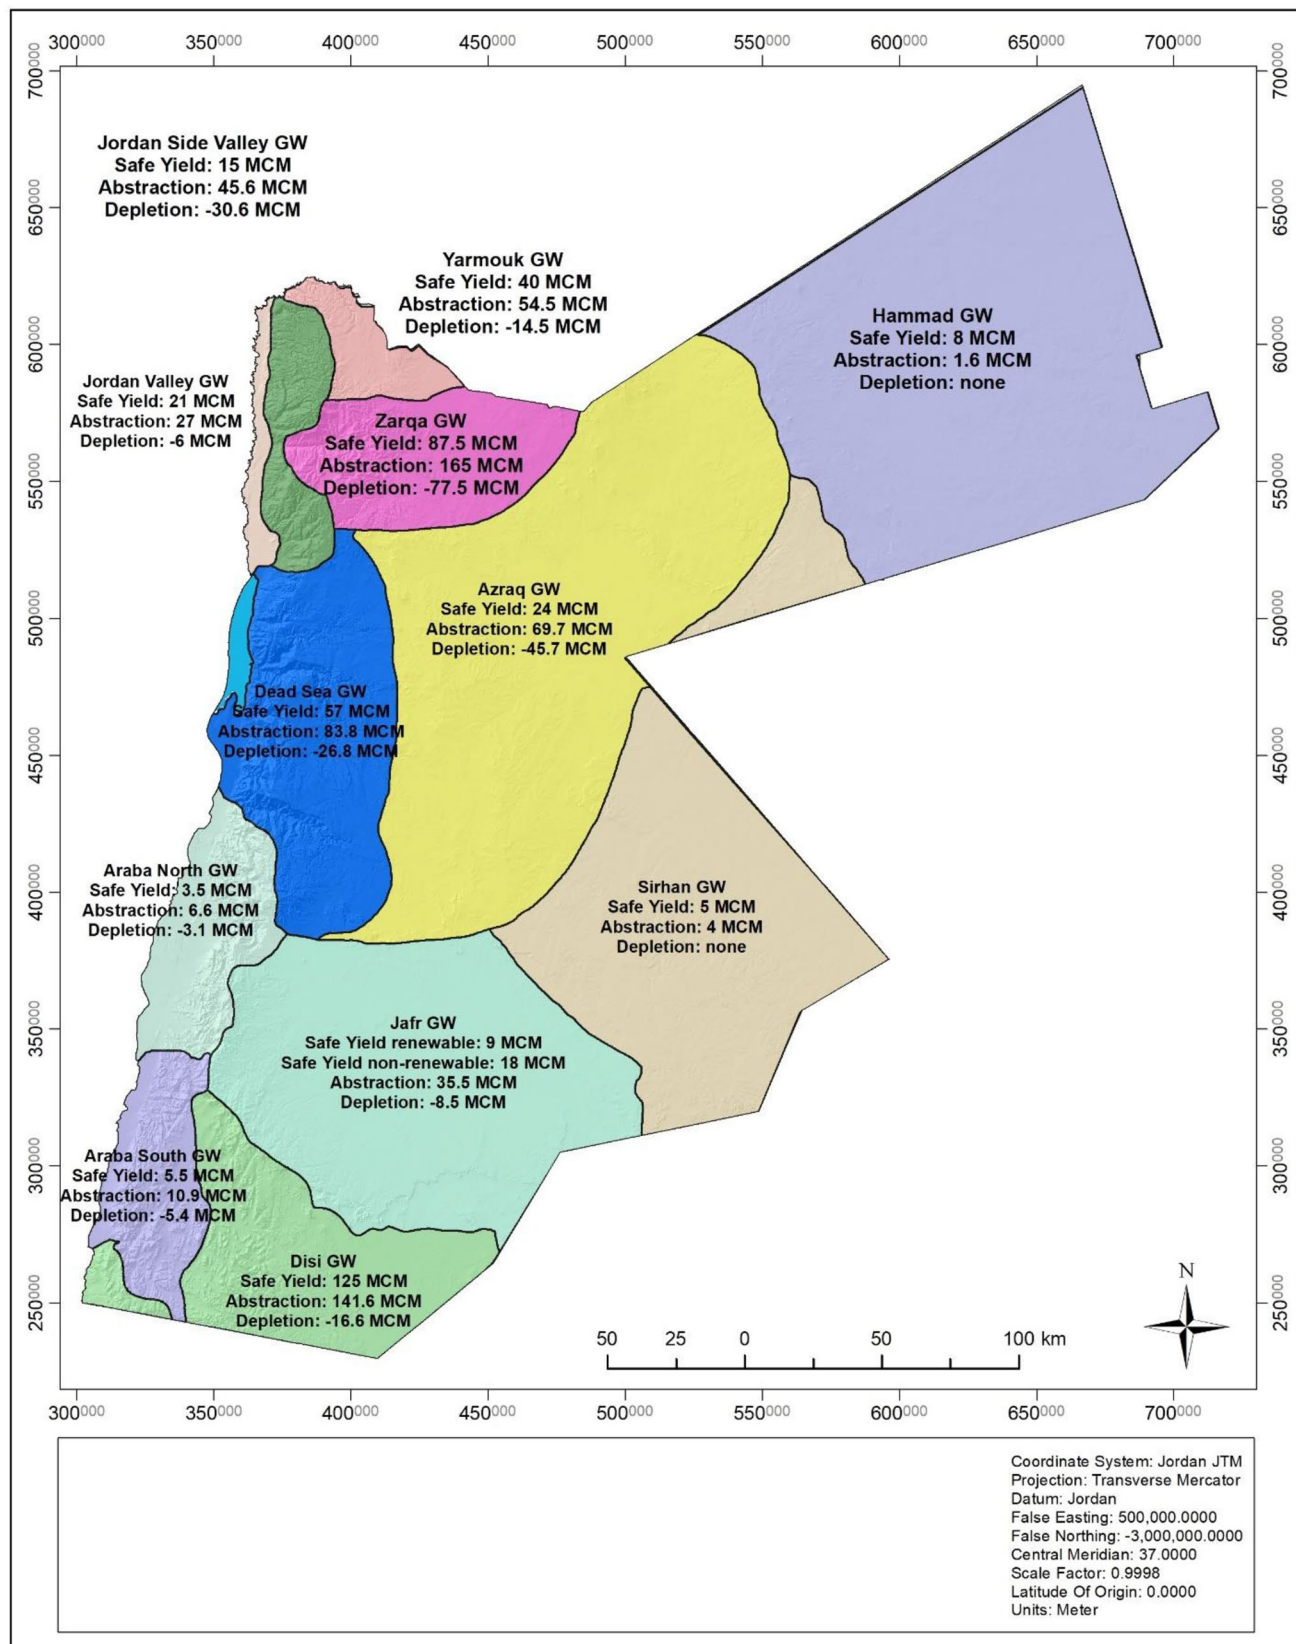 300000 350000 400000 450000 500000 550000 600000 650000 700000
700000
650000
600000
550000
500000
450000
400000
350000
300000
250000
Jordan Side Valley GW
Safe Yield: 15 MCM
Abstraction: 45.6 MCM
Depletion: -30.6 MCM
Yarmouk GW
Safe Yield: 40 MCM
Abstraction: 54.5 MCM
Depletion: -14.5 MCM
Hammad GW
Safe Yield: 8 MCM
Abstraction: 1.6 MCM
Depletion: none
Jordan Valley GW
Safe Yield: 21 MCM
Abstraction: 27 MCM
Depletion: -6 MCM
Zarqa GW
Safe Yield: 87.5 MCM
Abstraction: 165 MCM
Depletion: -77.5 MCM
Azraq GW
Safe Yield: 24 MCM
Abstraction: 69.7 MCM
Depletion: -45.7 MCM
Dead Sea GW
Safe Yield: 57 MCM
Abstraction: 83.8 MCM
Depletion: -26.8 MCM
Araba North GW
Safe Yield: 3.5 MCM
Abstraction: 6.6 MCM
Depletion: -3.1 MCM
Sirhan GW
Safe Yield: 5 MCM
Abstraction: 4 MCM
Depletion: none
Jafr GW
Safe Yield renewable: 9 MCM
Safe Yield non-renewable: 18 MCM
Abstraction: 35.5 MCM
Depletion: -8.5 MCM
Araba South GW
Safe Yield: 5.5 MCM
Abstraction: 10.9 MCM
Depletion: -5.4 MCM
Disi GW
Safe Yield: 125 MCM
Abstraction: 141.6 MCM
Depletion: -16.6 MCM
N
50 25 0 50 100 km
700000
650000
600000
550000
500000
450000
400000
350000
300000
250000
300000 350000 400000 450000 500000 550000 600000 650000 700000
Coordinate System: Jordan JTM
Projection: Transverse Mercator
Datum: Jordan
False Easting: 500,000.0000
False Northing: -3,000,000.0000
Central Meridian: 37.0000
Scale Factor: 0.9998
Latitude Of Origin: 0.0000
Units: Meter